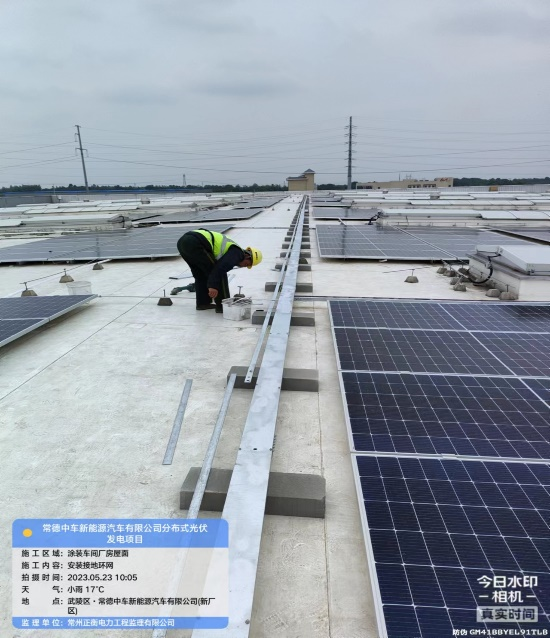 常德中车新能源汽车有限公司分布式光伏
发电项目
施工区域：涂装车间厂房屋面
施工内容：安装接地环网
拍摄时间：2023.05.23 10:05
天　　气：小雨 17℃
地　　点：武陵区·常德中车新能源汽车有限公司(新厂
区)
监理单位：常州正衡电力工程监理有限公司
今日水印
-相机-
真实时间
防伪 GM418BYEL917LB